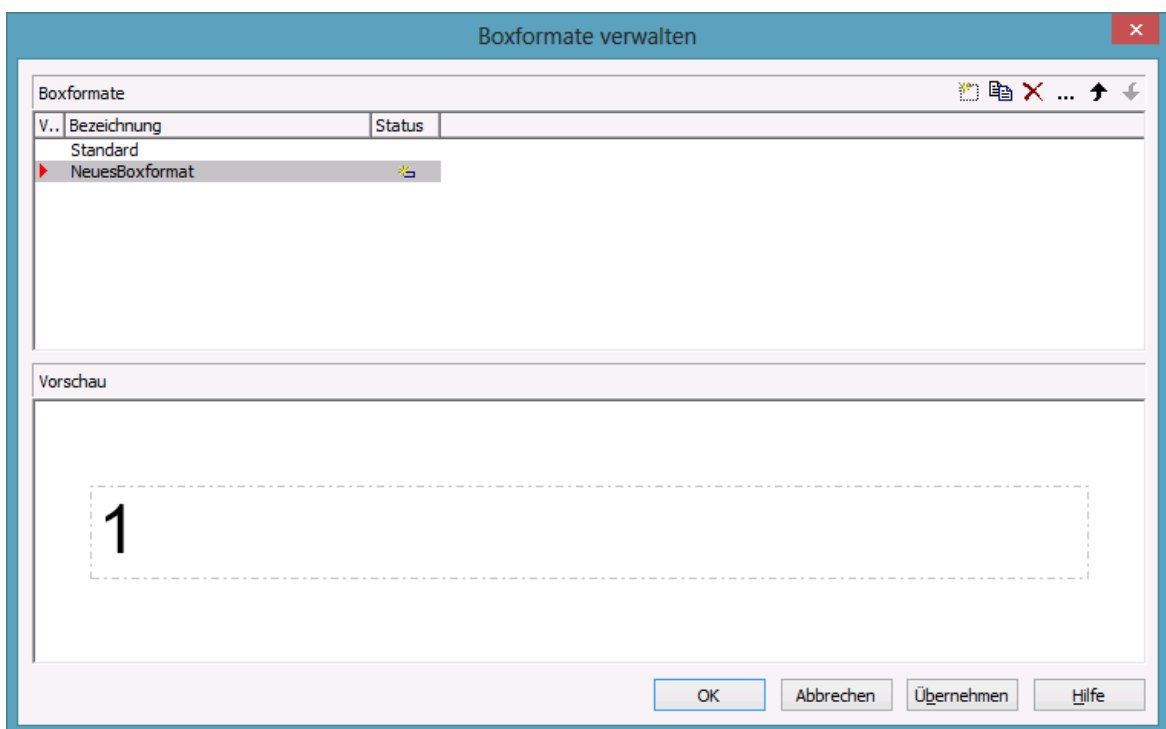 Boxformate verwalten
Boxformate
V.. Bezeichnung Status
Standard
NeuesBoxformat
Vorschau
1
OK Abbrechen Übernehmen Hilfe